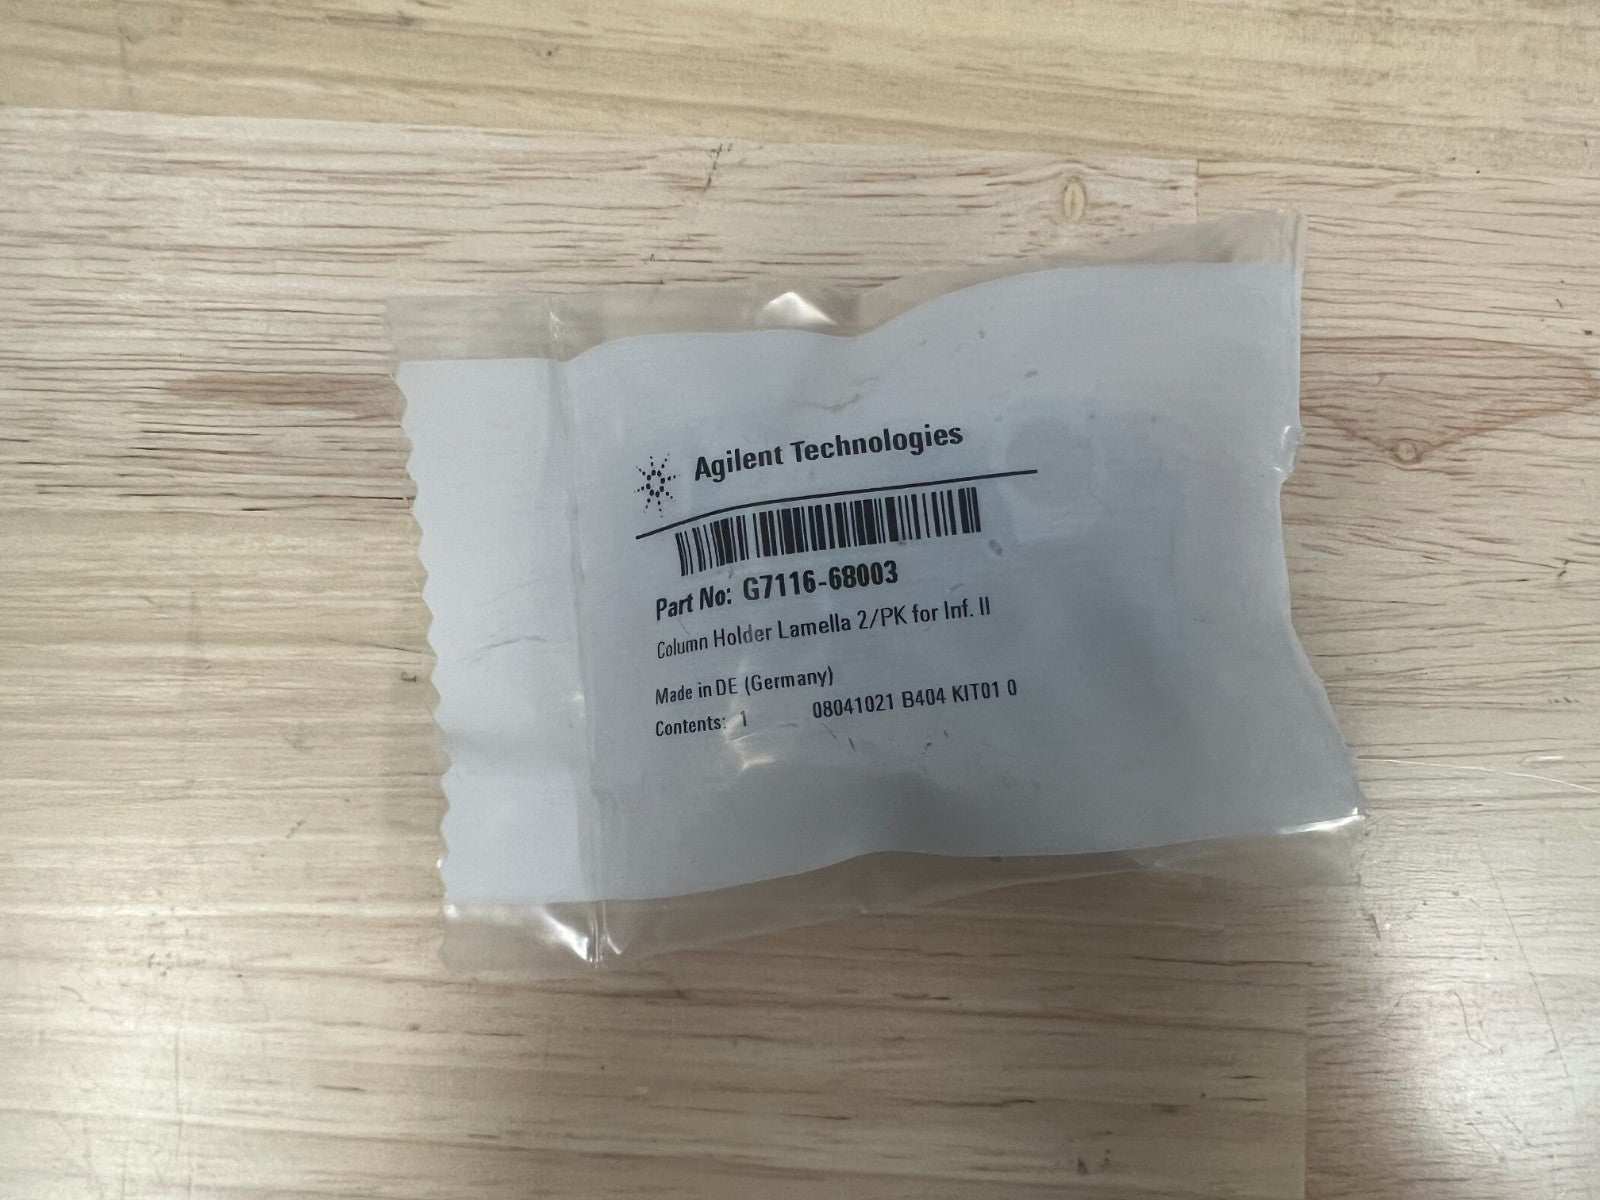 Agilent Technologies
Part No: G7116-68003
Column Holder Lamella 2/PK for Inf. II
Made in DE (Germany)
Contents: 1 08041021 B404 KIT01 0